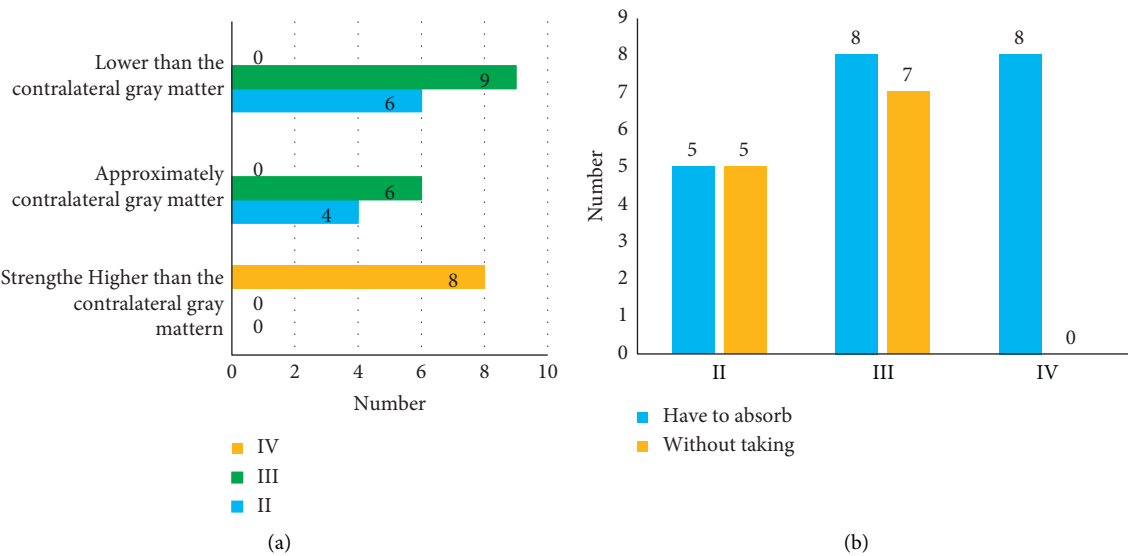 Lower than the
contralateral gray matter
0
9
6
Approximately
contralateral gray matter
0
6
4
Strengthe Higher than the
contralateral gray
mattern
8
0
0
0 2 4 6 8 10
Number
IV
III
II
(a)
9
8
7
6
5
4
3
2
1
0
Number
5 5
8 7
8 0
II III IV
Have to absorb
Without taking
(b)